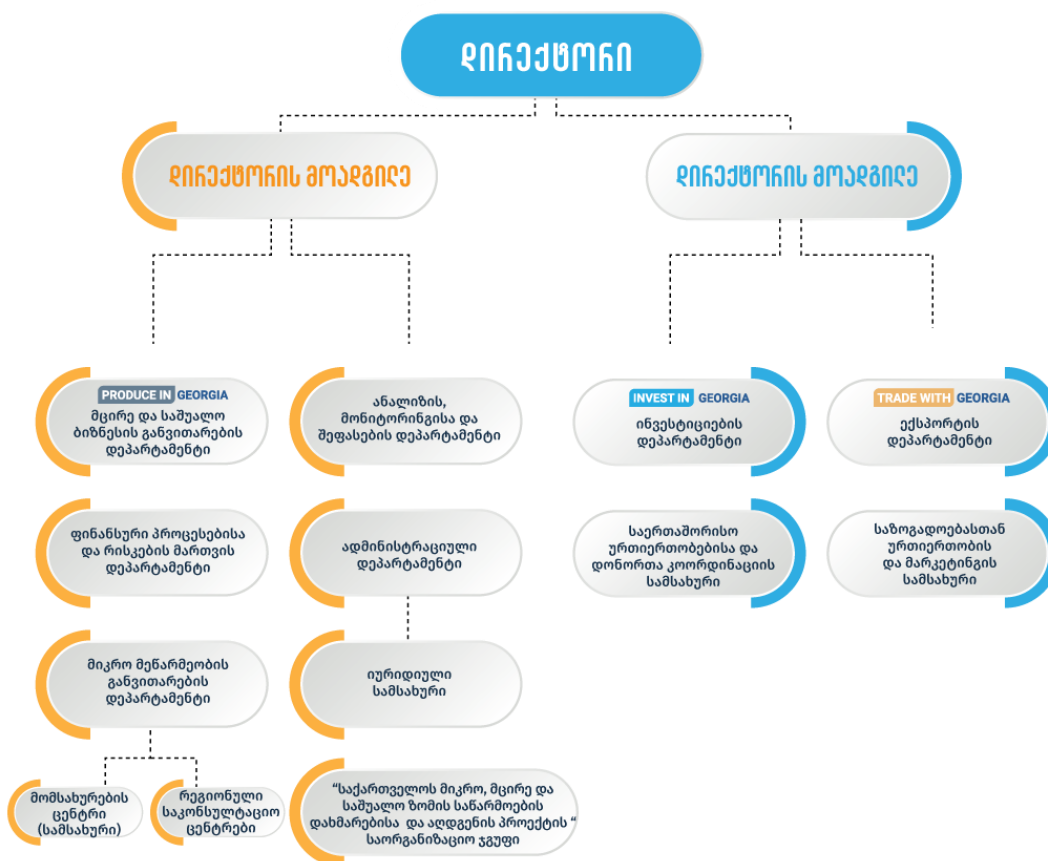 დირექტორი
დირექტორის მოადგილე
დირექტორის მოადგილე
PRODUCE IN GEORGIA
მცირე და საშუალო
ბიზნესის განვითარების
დეპარტამენტი
ანალიზის,
მონიტორინგისა და
შეფასების დეპარტამენტი
INVEST IN GEORGIA
ინვესტიციების
დეპარტამენტი
TRADE WITH GEORGIA
ექსპორტის
დეპარტამენტი
ფინანსური პროცესებისა
და რისკების მართვის
დეპარტამენტი
ადმინისტრაციული
დეპარტამენტი
საერთაშორისო
ურთიერთობებისა და
დონორთა კოორდინაციის
სამსახური
საზოგადოებასთან
ურთიერთობის
და მარკეტინგის
სამსახური
მიკრო მეწარმეობის
განვითარების
დეპარტამენტი
იურიდიული
სამსახური
მომსახურების
ცენტრი
(სამსახური)
რეგიონული
საკონსულტაციო
ცენტრები
“საქართველოს მიკრო, მცირე და
საშუალო ზომის საწარმოების
დახმარებისა და აღდგენის პროექტის “
საორგანიზაციო ჯგუფი